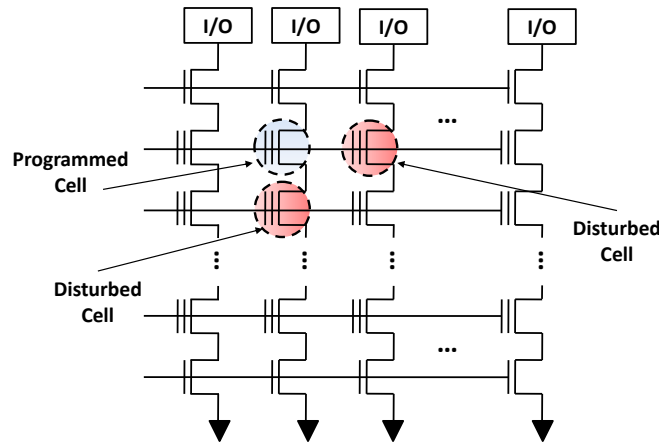 I/O I/O I/O I/O
...
Programmed
Cell
Disturbed
Cell
... ... ... ...
Disturbed
Cell
...